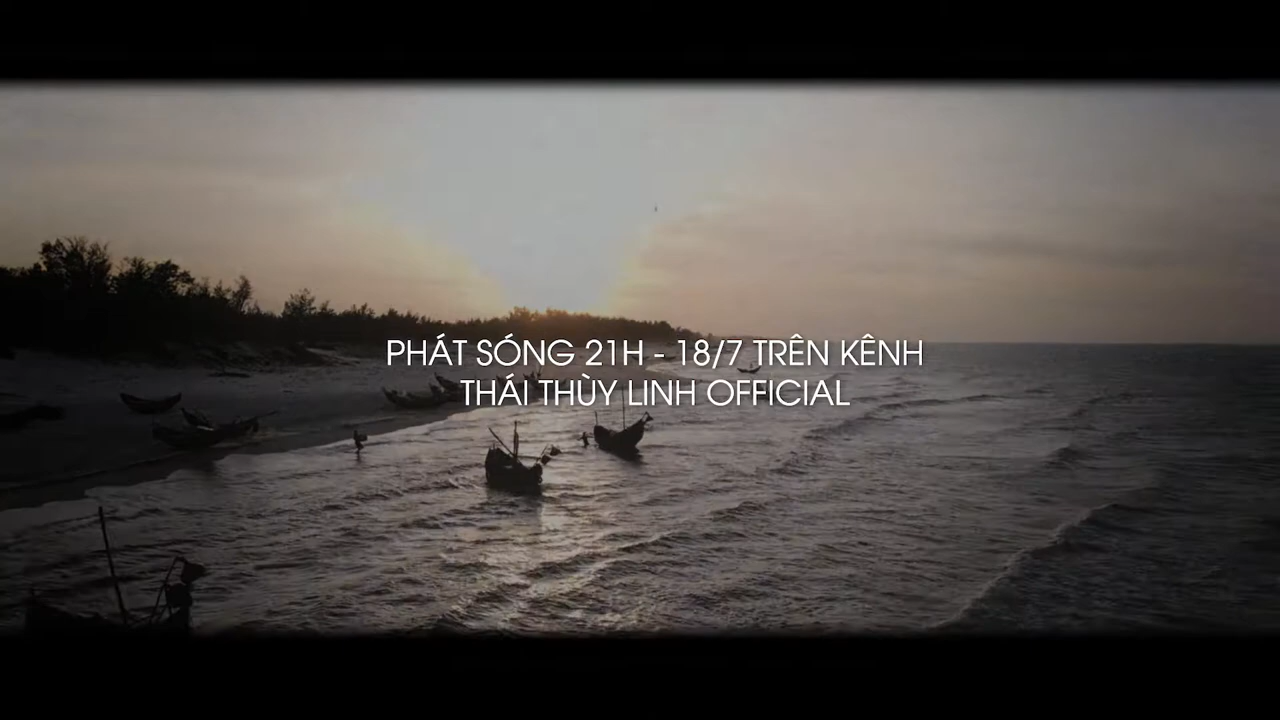 PHÁT SÓNG 21H - 18/7 TRÊN KÊNH
THÁI THÙY LINH OFFICIAL